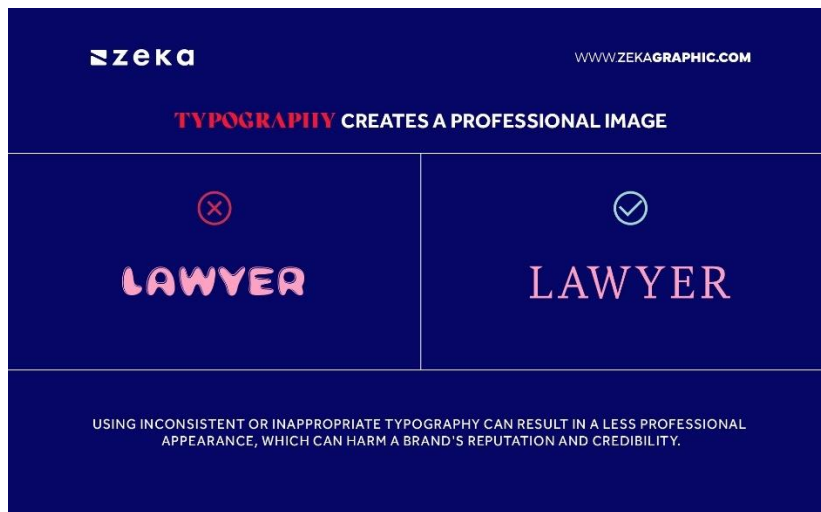 zeka
WWW.ZEKAGRAPHIC.COM
TYPOGRAPHY CREATES A PROFESSIONAL IMAGE
LAWYER
LAWYER
USING INCONSISTENT OR INAPPROPRIATE TYPOGRAPHY CAN RESULT IN A LESS PROFESSIONAL
APPEARANCE, WHICH CAN HARM A BRAND'S REPUTATION AND CREDIBILITY.